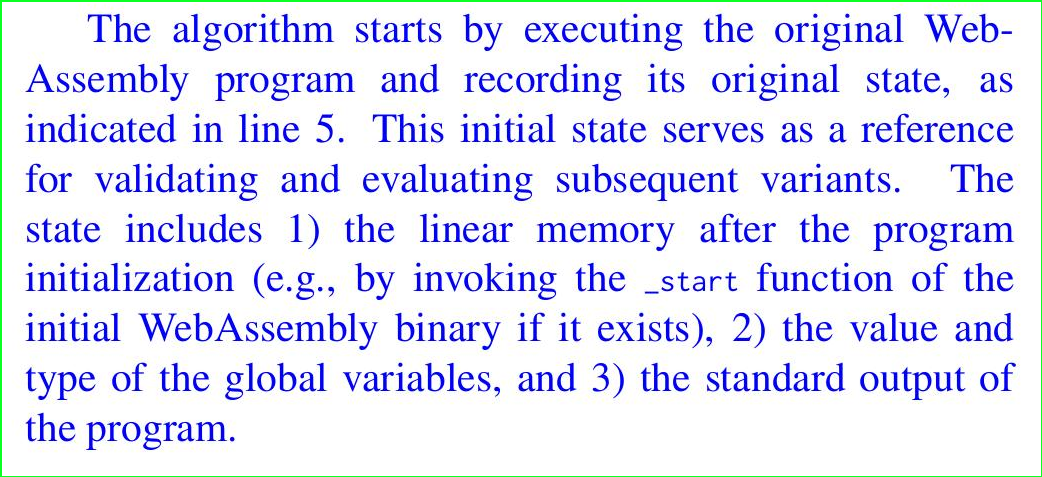 The algorithm starts by executing the original Web-
Assembly program and recording its original state, as
indicated in line 5. This initial state serves as a reference
for validating and evaluating subsequent variants. The
state includes 1) the linear memory after the program
initialization (e.g., by invoking the _start function of the
initial WebAssembly binary if it exists), 2) the value and
type of the global variables, and 3) the standard output of
the program.